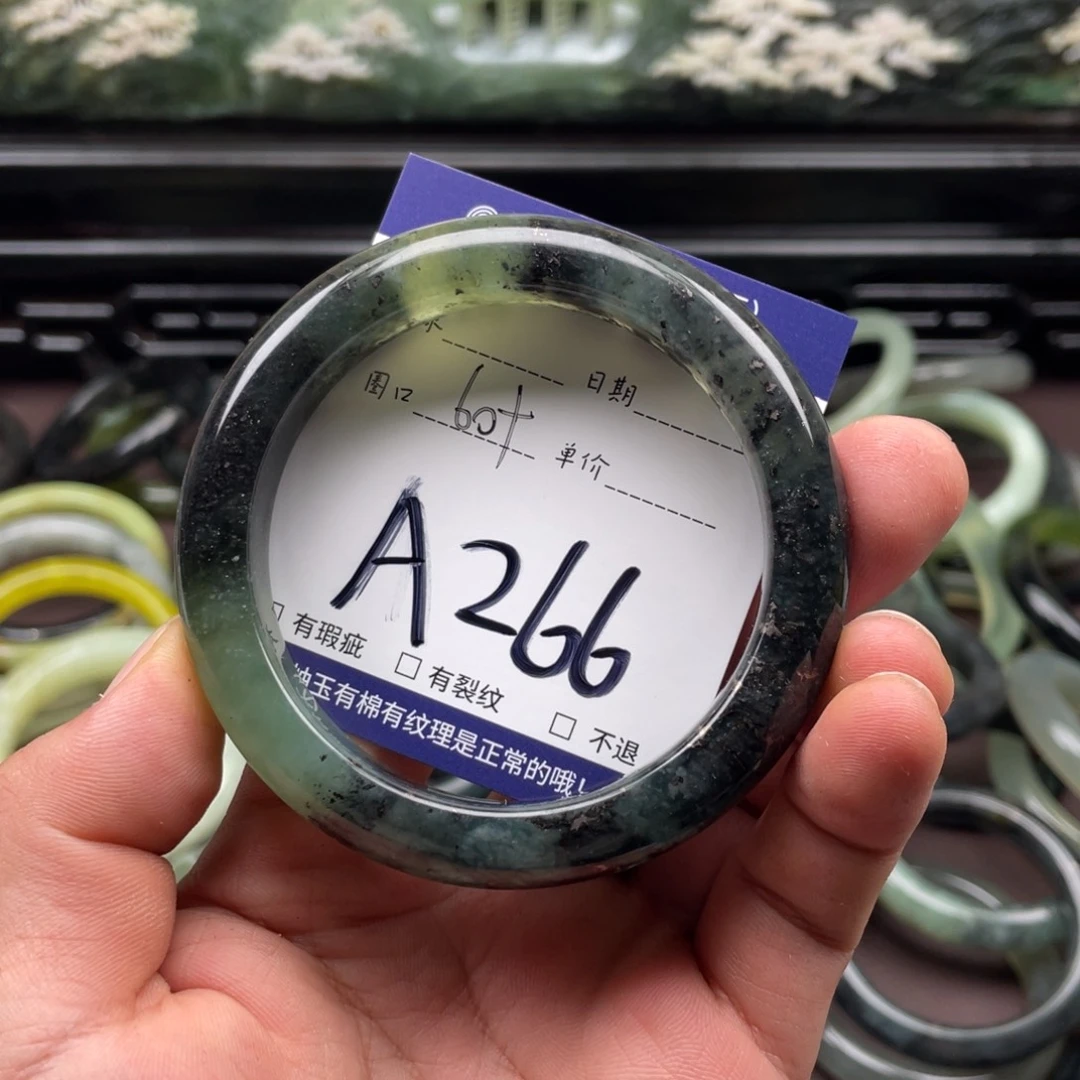 日期
圈口 60+
单价
A266
有瑕疵 □ 有裂纹 □ 不退
玉有棉有纹理是正常的哦!